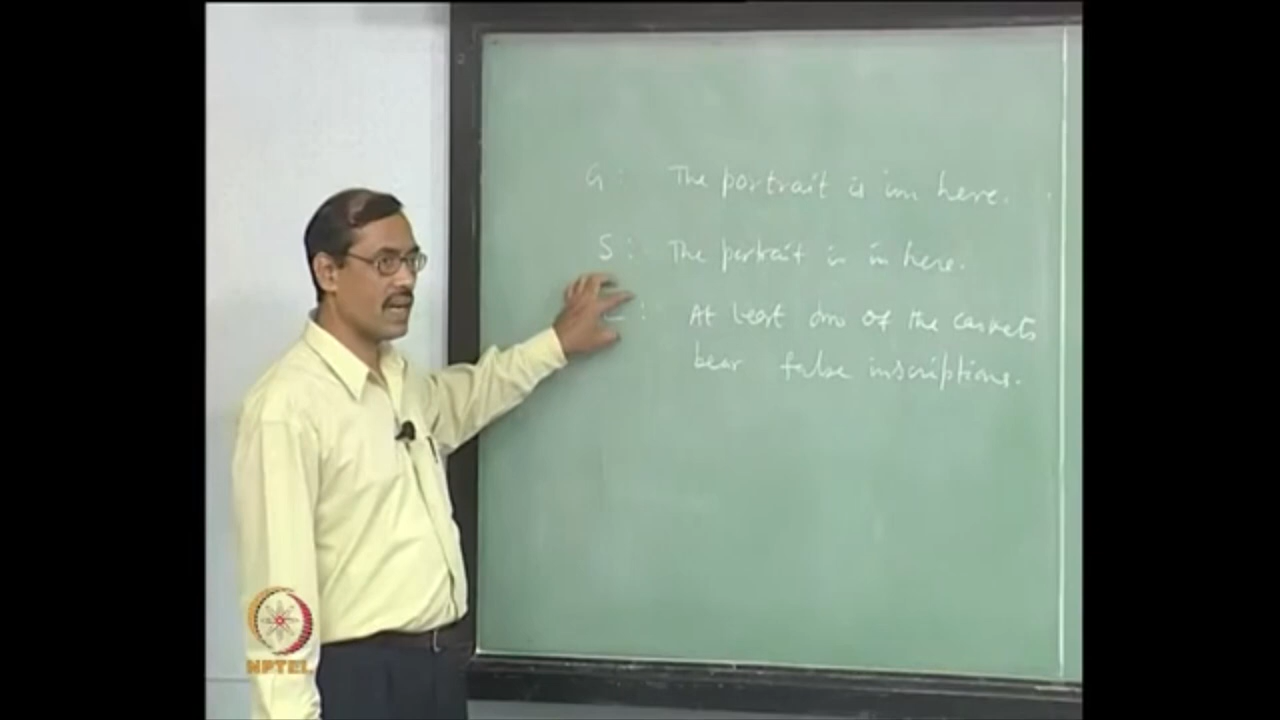 G: The portrait is in here.
S: The portrait is in here.
: At least two of the caskets
bear false inscriptions.
NPTEL